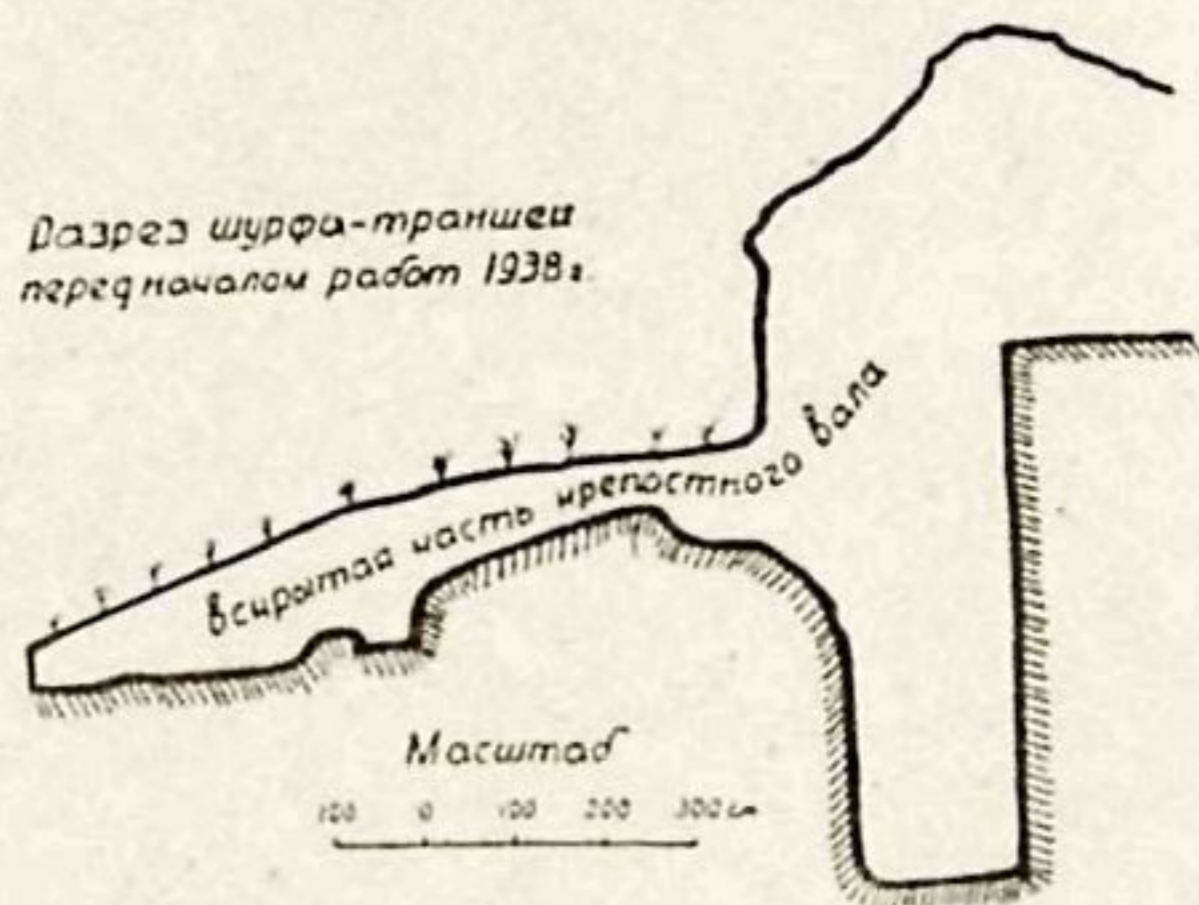 Разрез шурфа-траншеи
перед началом работ 1938 г.
вскрытая часть крепостного вала
Масштаб
100 0 100 200 300 см